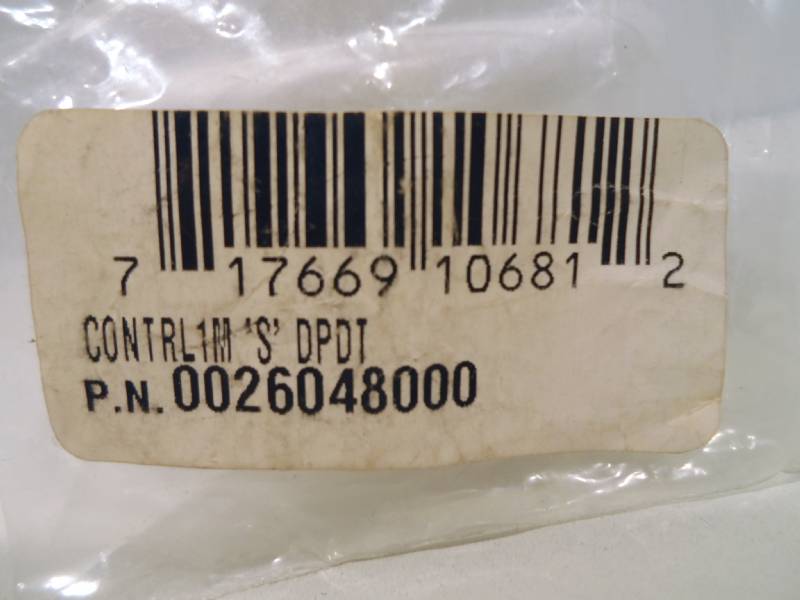 7 17669 10681 2
CONTRL1M 'S' DPDT
P.N. 0026048000